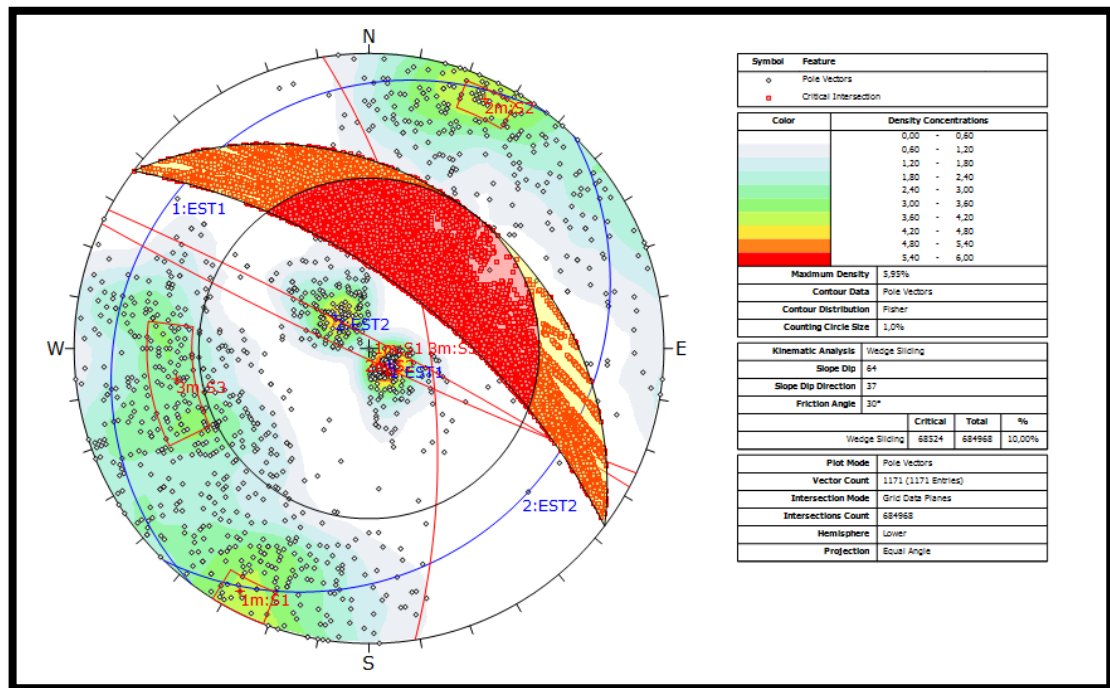 N
Symbol Feature
Pole Vectors
Critical Intersection
2m:S2
Color Density Concentrations
0,00 - 0,60
0,60 - 1,20
1,20 - 1,80
1,80 - 2,40
2,40 - 3,00
3,00 - 3,60
3,60 - 4,20
4,20 - 4,80
4,80 - 5,40
5,40 - 6,00
Maximum Density 5,95%
Contour Data Pole Vectors
Contour Distribution Fisher
Counting Circle Size 1,0%
1:EST1
EST2
W
E
EST1
3m:S3
Kinematic Analysis Wedge Sliding
Slope Dip 64
Slope Dip Direction 37
Friction Angle 30°
Critical Total %
Wedge Sliding 68524 684968 10,00%
Plot Mode Pole Vectors
Vector Count 1171 (1171 Entries)
Intersection Mode Grid Data Planes
Intersections Count 684968
Hemisphere Lower
Projection Equal Angle
2:EST2
1m:S1
S